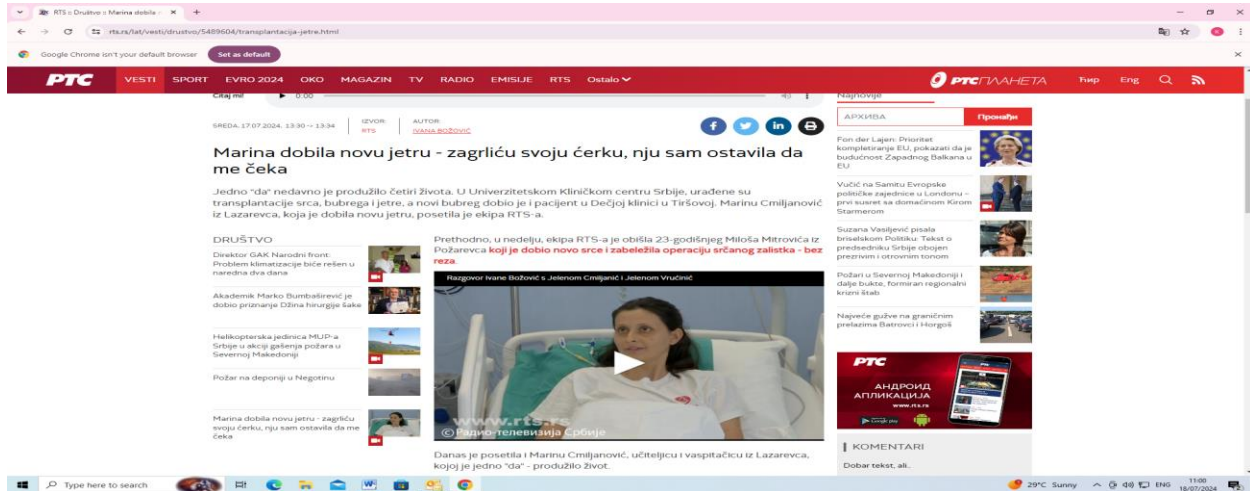 RTS :: Društvo :: Marina dobila -
rts.rs/lat/vesti/drustvo/5489604/transplantacija-jetre.html
Google Chrome isn't your default browser
Set as default
PTC
VESTI SPORT EVRO 2024 OKO MAGAZIN TV RADIO EMISIJE RTS Ostalo
РТСПЛАНЕТА
Ћир Eng
Čitaj mi!
0:00
SREDA, 17.07.2024, 13:30 -> 13:34
IZVOR:
RTS
AUTOR:
IVANA BOŽOVIĆ
Marina dobila novu jetru - zagrliću svoju ćerku, nju sam ostavila da
me čeka
Jedno "da" nedavno je produžilo četiri života. U Univerzitetskom Kliničkom centru Srbije, urađene su
transplantacije srca, bubrega i jetre, a novi bubreg dobio je i pacijent u Dečjoj klinici u Tiršovoj. Marinu Cmiljanović
iz Lazarevca, koja je dobila novu jetru, posetila je ekipa RTS-a.
DRUŠTVO
Direktor GAK Narodni front:
Problem klimatizacije biće rešen u
naredna dva dana
Akademik Marko Bumbaširević je
dobio priznanje Džina hirurgije šake
Helikopterska jedinica MUP-a
Srbije u akciji gašenja požara u
Severnoj Makedoniji
Požar na deponiji u Negotinu
Marina dobila novu jetru - zagrliću
svoju ćerku, nju sam ostavila da me
čeka
Prethodno, u nedelju, ekipa RTS-a je obišla 23-godišnjeg Miloša Mitrovića iz
Požarevca koji je dobio novo srce i zabeležila operaciju srčanog zalistka - bez
reza.
Razgovor Ivane Božović s Jelenom Cmiljanić i Jelenom Vručinić
www.rts.rs
©Радио-телевизија Србије
Danas je posetila i Marinu Cmiljanović, učiteljicu i vaspitačicu iz Lazarevca,
kojoj je jedno "da" - produžilo život.
Najnovije
АРХИВА
Пронађи
Fon der Lajen: Prioritet
kompletiranje EU, pokazati da je
budućnost Zapadnog Balkana u
EU
Vučić na Samitu Evropske
političke zajednice u Londonu –
prvi susret sa domaćinom Kirom
Starmerom
Suzana Vasiljević pisala
briselskom Politiku: Tekst o
predsedniku Srbije obojen
prezrivim i otrovnim tonom
Požari u Severnoj Makedoniji i
dalje bukte, formiran regionalni
krizni štab
Najveće gužve na graničnim
prelazima Batrovci i Horgoš
РТС
АНДРОИД
АПЛИКАЦИЈА
www.rts.rs
Google play
KOMENTARI
Dobar tekst, ali..
Type here to search
29°C Sunny
ENG
11:00
18/07/2024